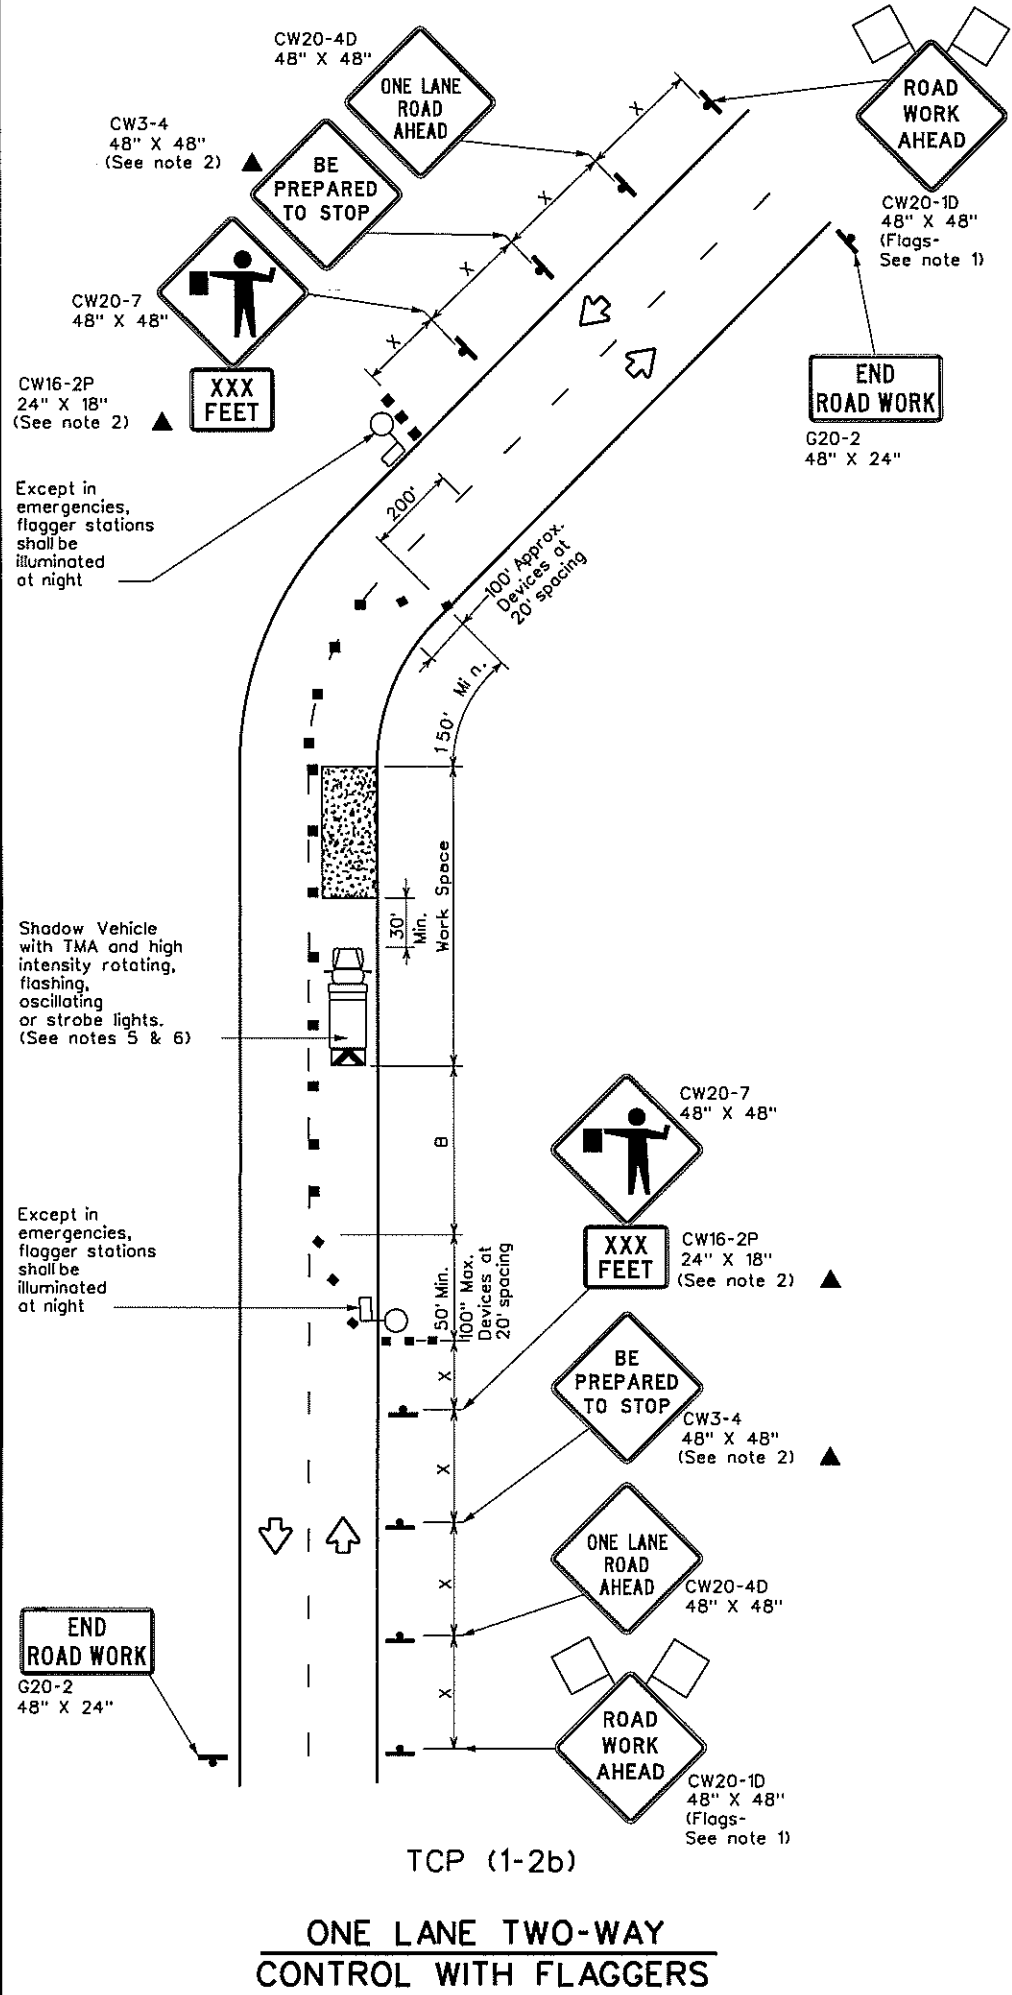 CW20-4D
48" X 48"
ONE LANE
ROAD
AHEAD
X
ROAD
WORK
AHEAD
CW3-4
48" X 48"
(See note 2)
BE
PREPARED
TO STOP
X
CW20-1D
48" X 48"
(Flags-
See note 1)
X
CW20-7
48" X 48"
X
END
ROAD WORK
G20-2
48" X 24"
CW16-2P
24" X 18"
(See note 2)
XXX
FEET
Except in
emergencies,
flagger stations
shall be
illuminated
at night
200'
100' Approx.
Devices at
20' spacing
150' Min.
Work Space
30'
Min.
Shadow Vehicle
with TMA and high
intensity rotating,
flashing,
oscillating
or strobe lights.
(See notes 5 & 6)
B
CW20-7
48" X 48"
XXX
FEET
CW16-2P
24" X 18"
(See note 2)
Except in
emergencies,
flagger stations
shall be
illuminated
at night
50' Min.
100" Max.
Devices at
20' spacing
X
BE
PREPARED
TO STOP
CW3-4
48" X 48"
(See note 2)
X
ONE LANE
ROAD
AHEAD
CW20-4D
48" X 48"
X
END
ROAD WORK
G20-2
48" X 24"
X
ROAD
WORK
AHEAD
CW20-1D
48" X 48"
(Flags-
See note 1)
TCP (1-2b)
ONE LANE TWO-WAY
CONTROL WITH FLAGGERS